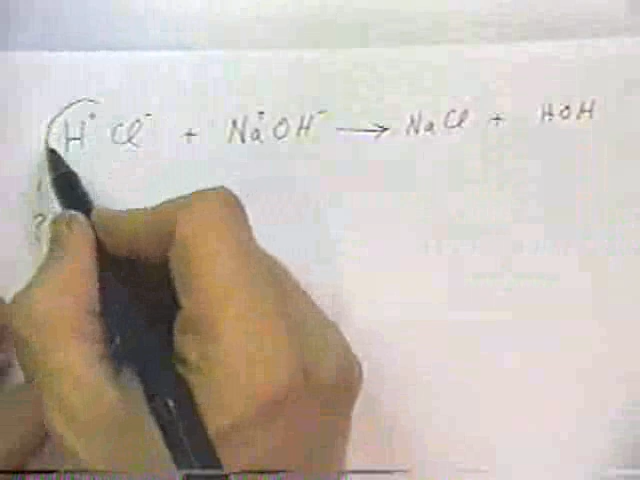 H⁺ Cl⁻ + Na⁺OH⁻ → NaCl + HOH